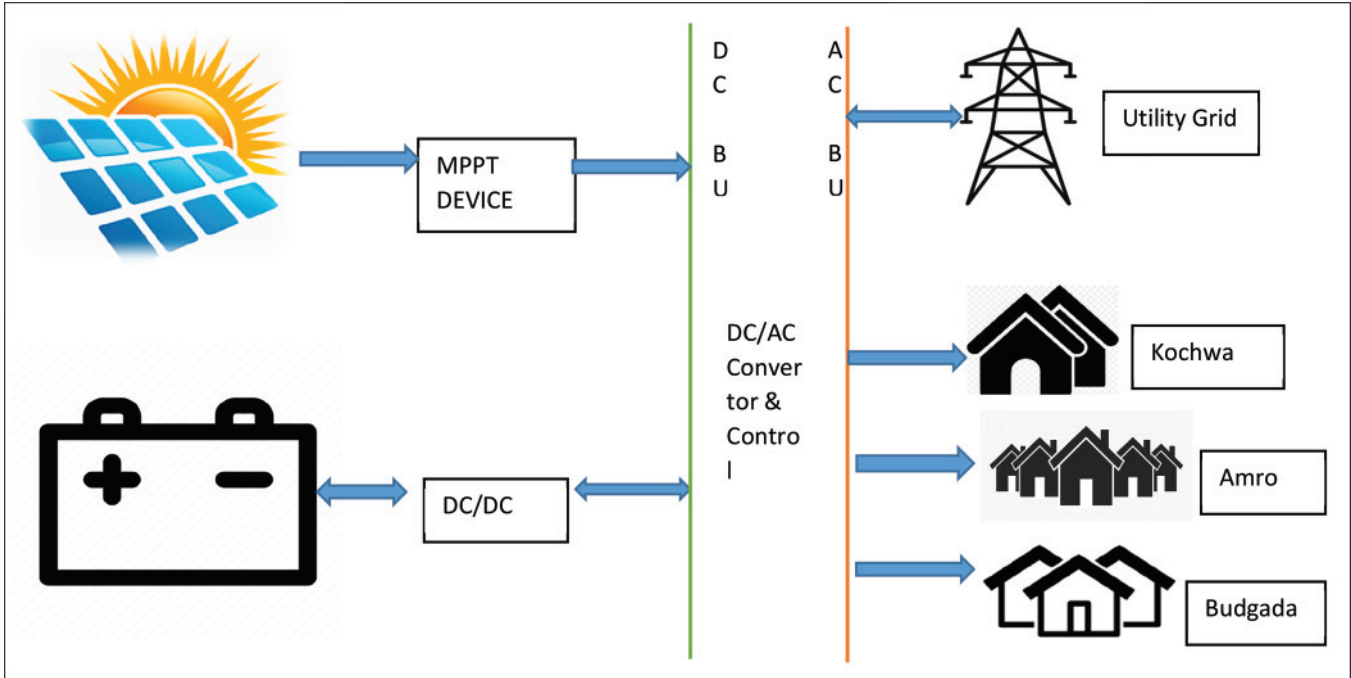 MPPT
DEVICE
DC/DC
D
C
B
U
DC/AC
Conver
tor &
Contro
l
A
C
B
U
Utility Grid
Kochwa
Amro
Budgada